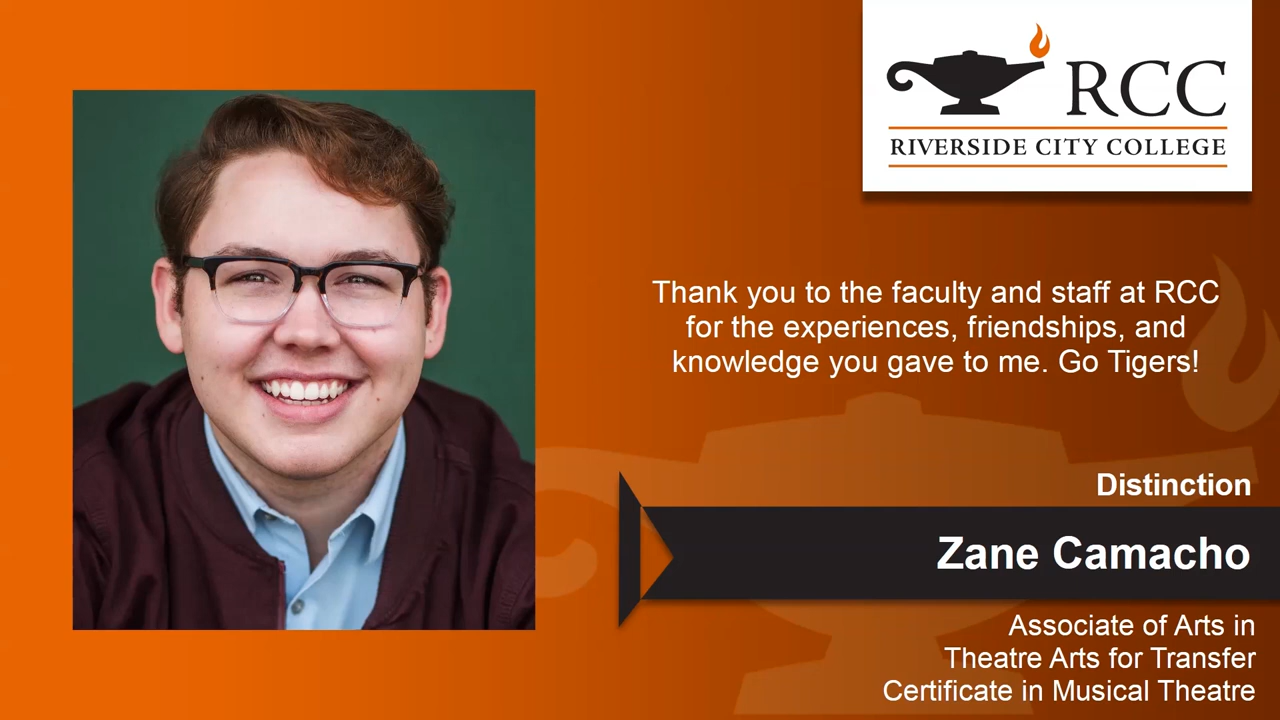 RCC
RIVERSIDE CITY COLLEGE
Thank you to the faculty and staff at RCC
for the experiences, friendships, and
knowledge you gave to me. Go Tigers!
Distinction
Zane Camacho
Associate of Arts in
Theatre Arts for Transfer
Certificate in Musical Theatre